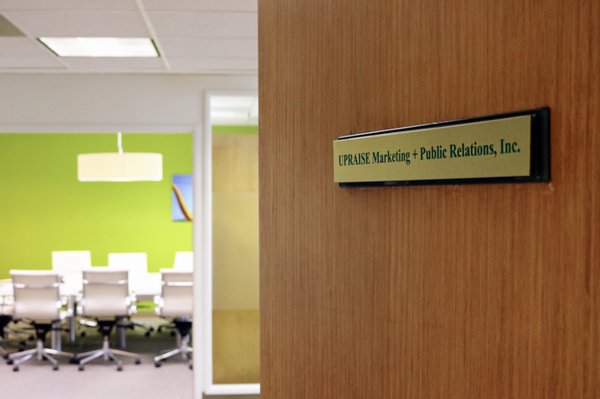 UPRAISE Marketing + Public Relations, Inc.